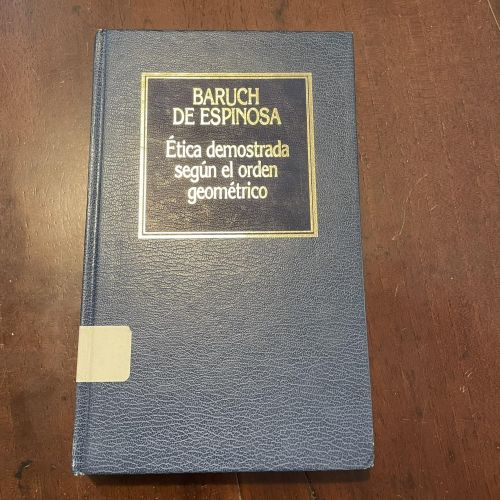 BARUCH
DE ESPINOSA
Ética demostrada
según el orden
geométrico